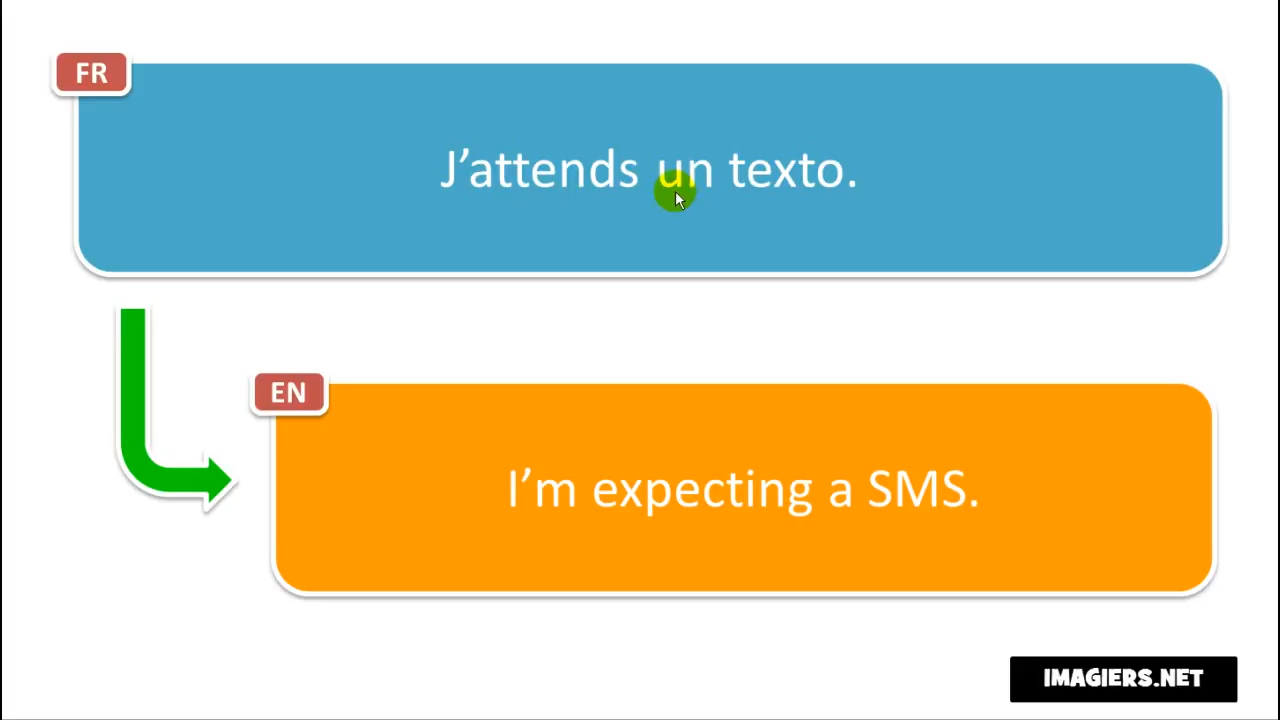 FR
J’attends un texto.
EN
I’m expecting a SMS.
IMAGIERS.NET